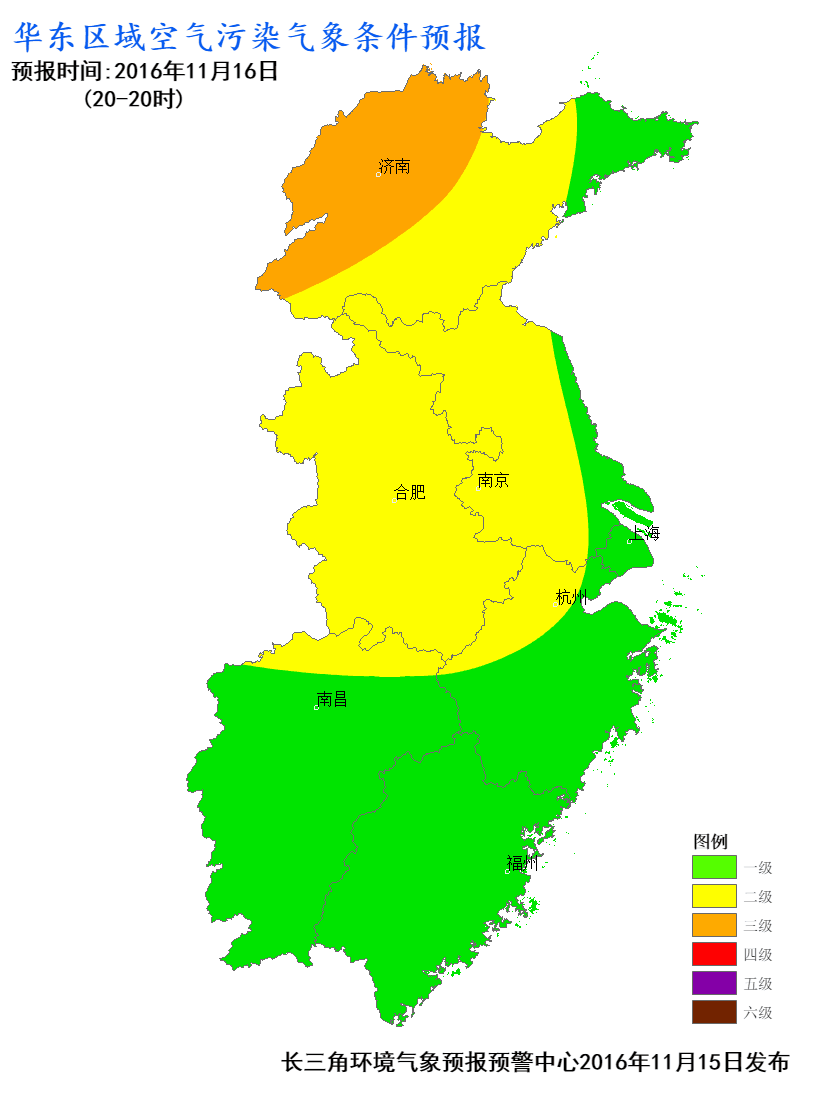 华东区域空气污染气象条件预报
预报时间:2016年11月16日
(20-20时)
济南
南京
合肥
上海
杭州
南昌
福州
图例
一级
二级
三级
四级
五级
六级
长三角环境气象预报预警中心2016年11月15日发布